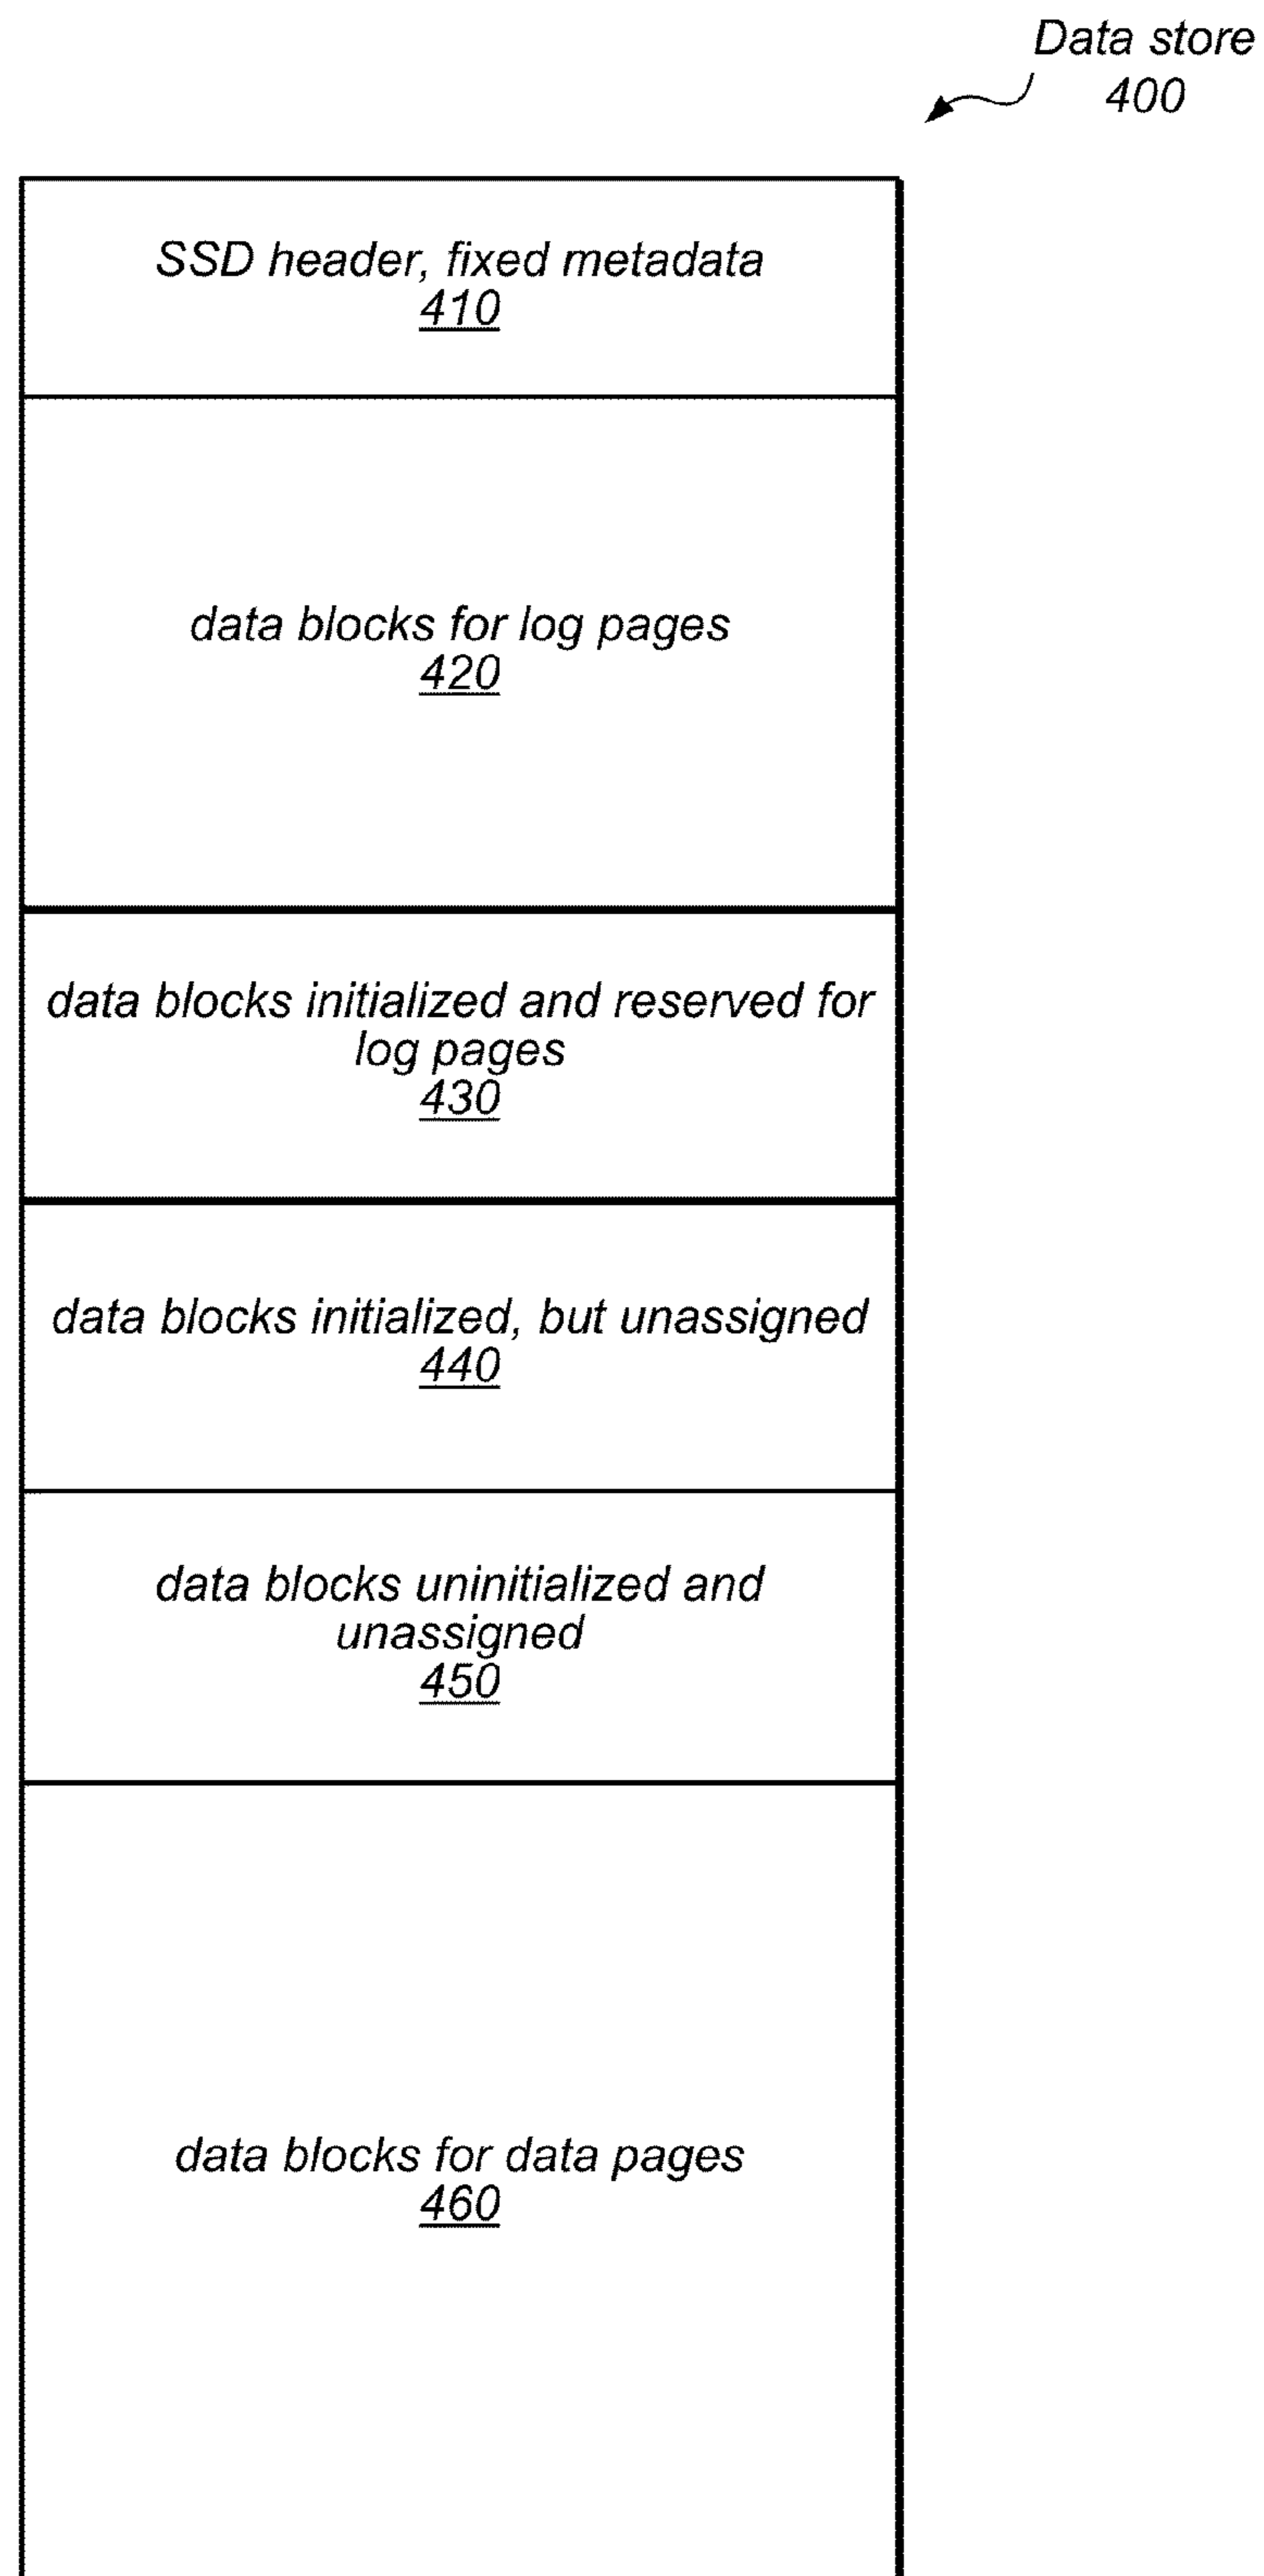 Data store
400
SSD header, fixed metadata
410
data blocks for log pages
420
data blocks initialized and reserved for
log pages
430
data blocks initialized, but unassigned
440
data blocks uninitialized and
unassigned
450
data blocks for data pages
460